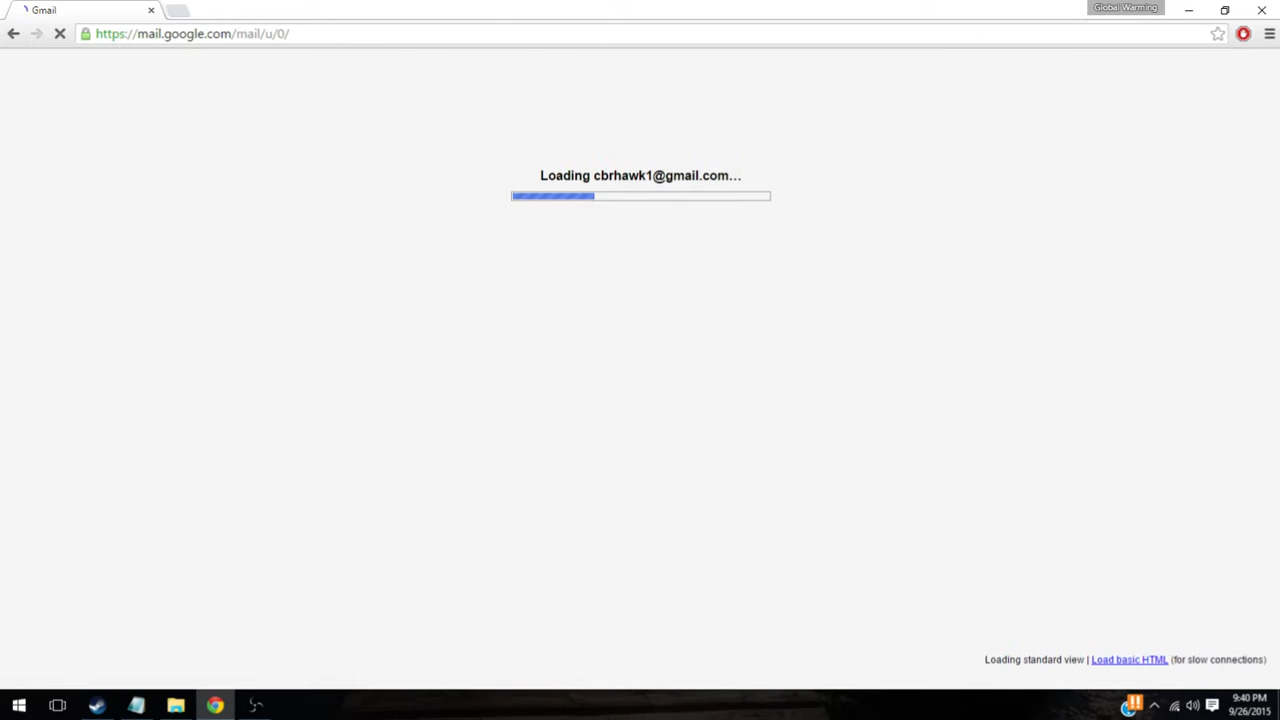 Gmail
Global Warming
https://mail.google.com/mail/u/0/
Loading cbrhawk1@gmail.com...
Loading standard view | Load basic HTML (for slow connections)
9:40 PM
9/26/2015